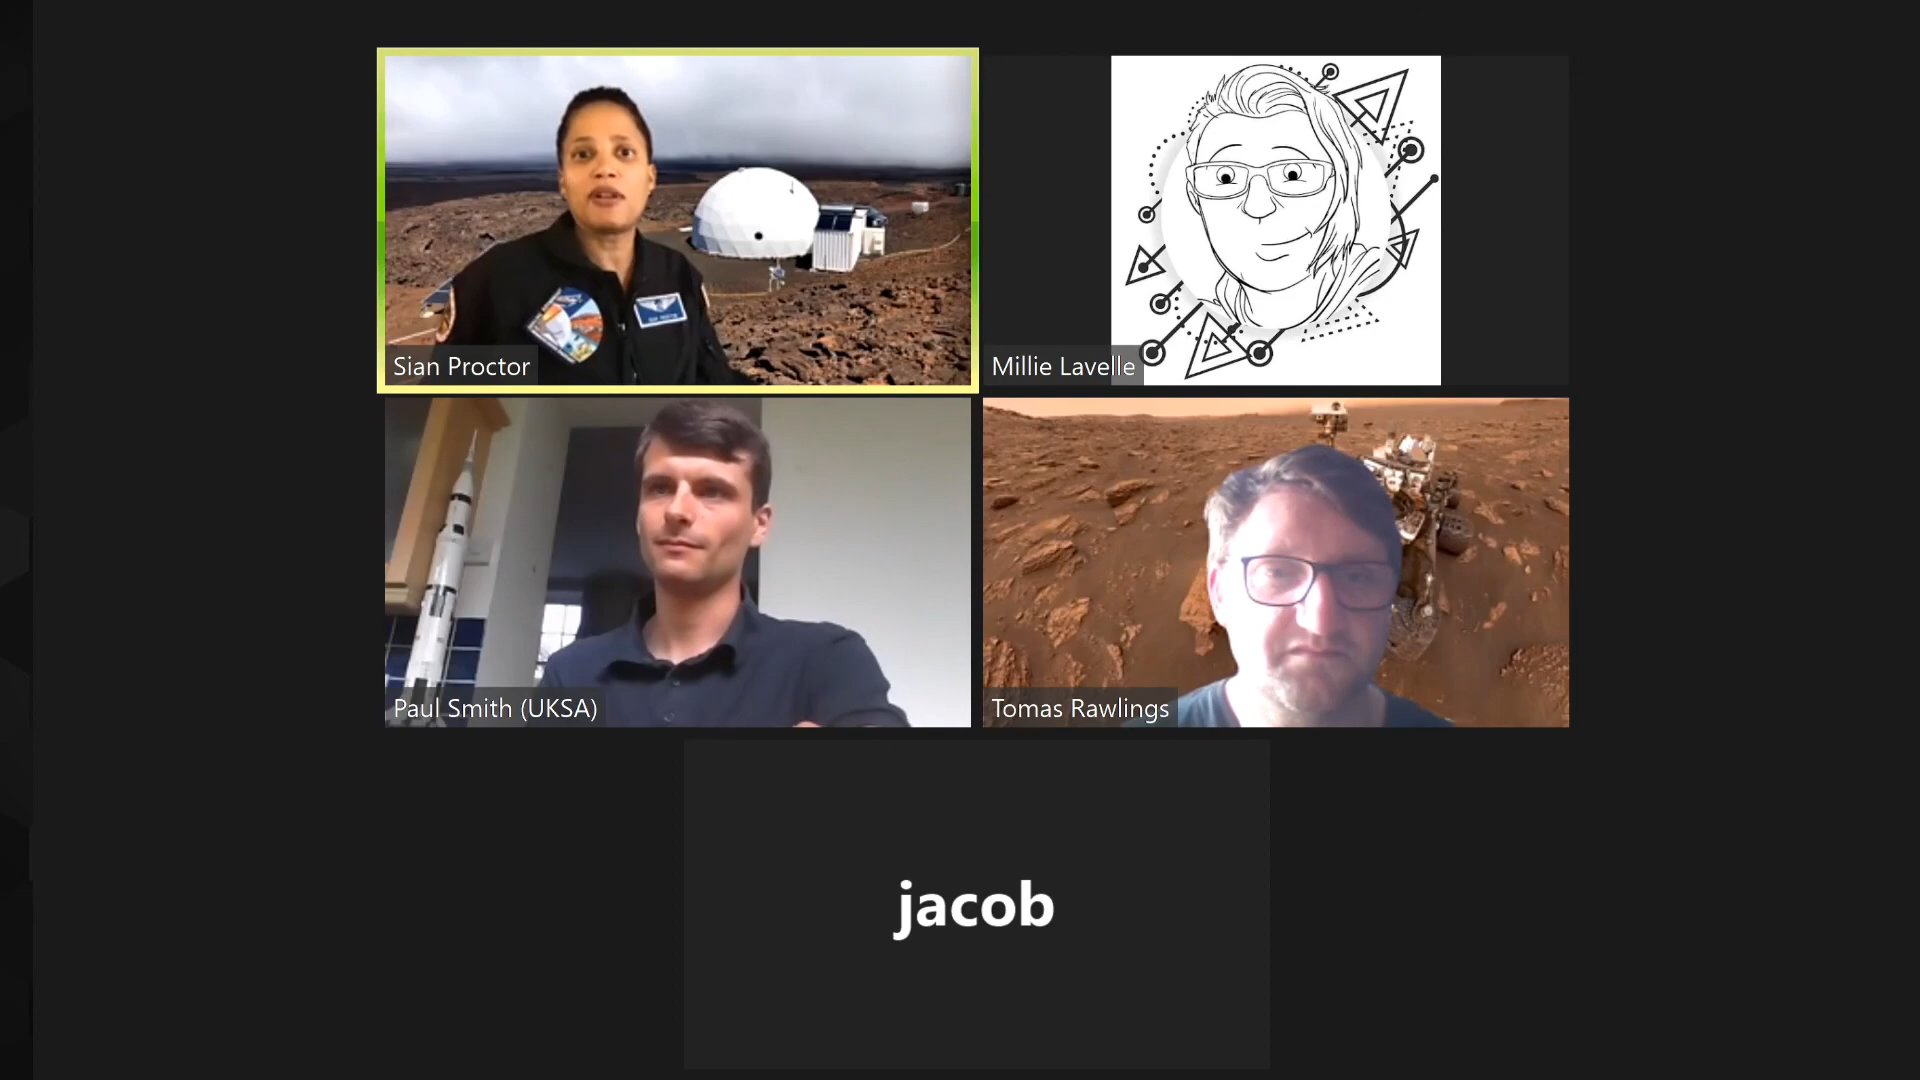 Sian Proctor
Millie Lavelle
Paul Smith (UKSA)
Tomas Rawlings
jacob